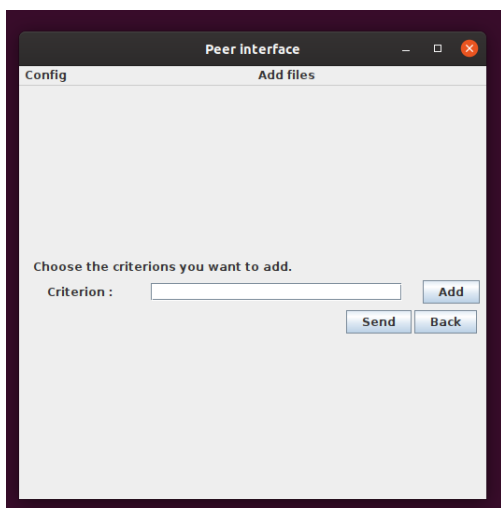 Peer interface
Config Add files
Choose the criterions you want to add.
Criterion : Add
Send Back